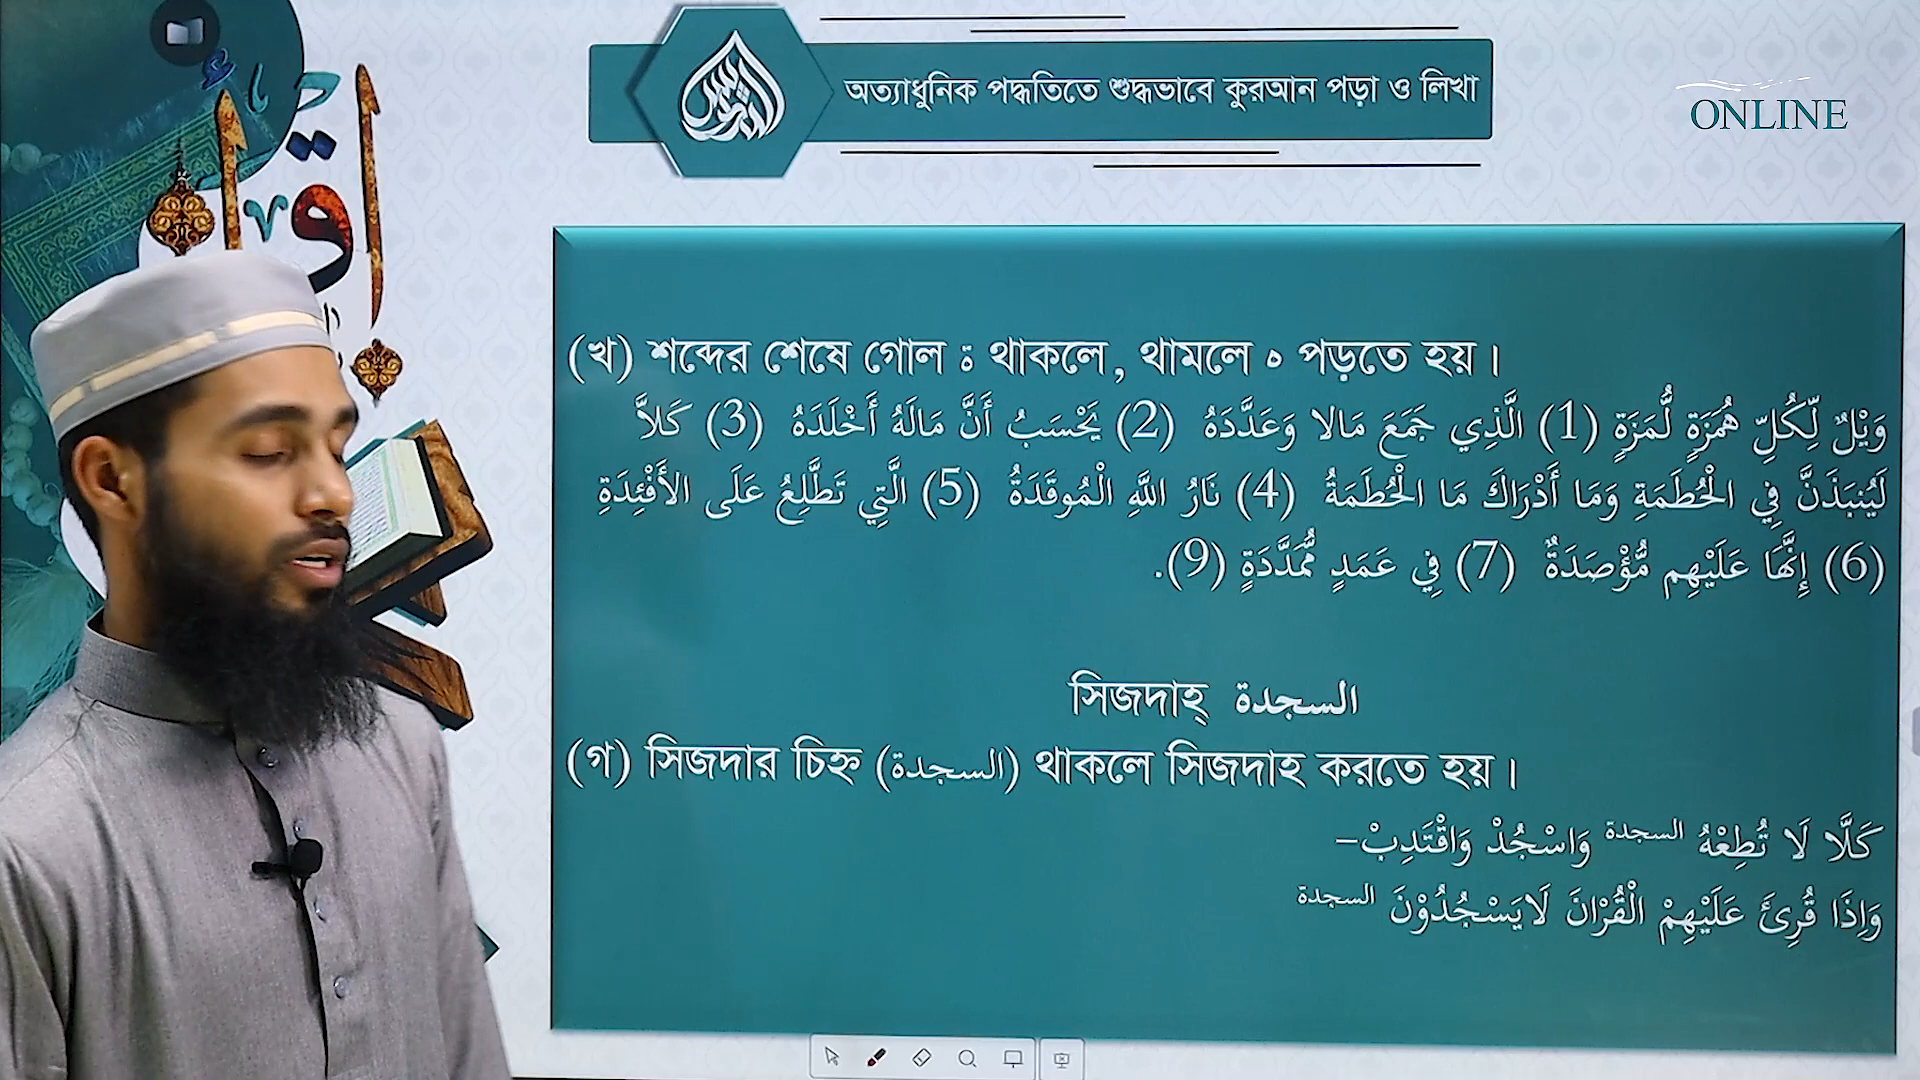 অত্যাধুনিক পদ্ধতিতে শুদ্ধভাবে কুরআন পড়া ও লিখা
ONLINE
(খ) শব্দের শেষে গোল ة থাকলে, থামলে ه পড়তে হয়।
وَيْلٌ لِّكُلِّ هُمَزَةٍ لُّمَزَةٍ (1) الَّذِي جَمَعَ مَالا وَعَدَّدَهُ (2) يَحْسَبُ أَنَّ مَالَهُ أَخْلَدَهُ (3) كَلاَّ
لَيُنبَذَنَّ فِي الْحُطَمَةِ وَمَا أَدْرَاكَ مَا الْحُطَمَةُ (4) نَارُ اللَّهِ الْمُوقَدَةُ (5) الَّتِي تَطَّلِعُ عَلَى الأَفْئِدَةِ
(6) إِنَّهَا عَلَيْهِم مُّؤْصَدَةٌ (7) فِي عَمَدٍ مُّمَدَّدَةٍ (9).
সিজদাহ্ السجدة
(গ) সিজদার চিহ্ন (السجدة) থাকলে সিজদাহ করতে হয়।
كَلَّا لَا تُطِعْهُ السجدة وَاسْجُدْ وَاقْتَدِبْ–
وَاِذَا قُرِئَ عَلَيْهِمْ الْقُرْانَ لَايَسْجُدُوْنَ السجدة